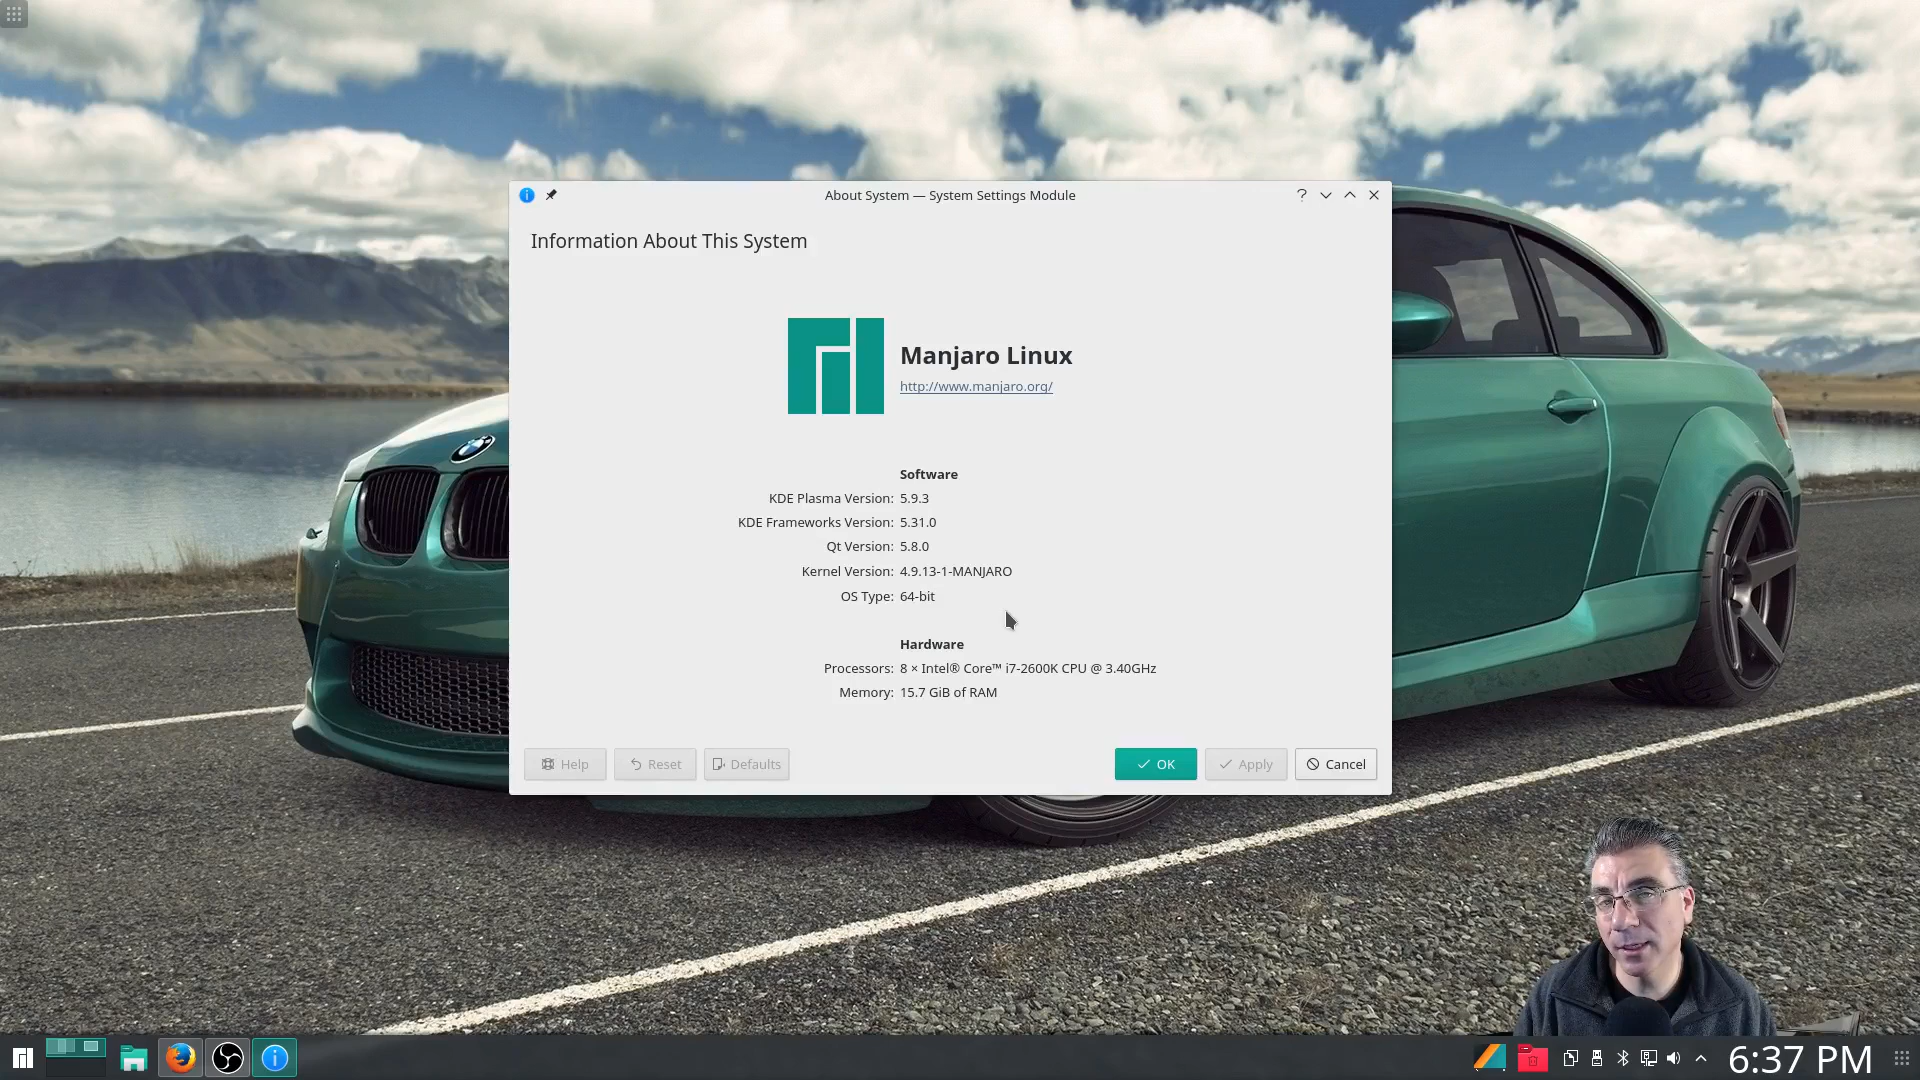 About System — System Settings Module
Information About This System
Manjaro Linux
http://www.manjaro.org/
Software
KDE Plasma Version: 5.9.3
KDE Frameworks Version: 5.31.0
Qt Version: 5.8.0
Kernel Version: 4.9.13-1-MANJARO
OS Type: 64-bit
Hardware
Processors: 8 × Intel® Core™ i7-2600K CPU @ 3.40GHz
Memory: 15.7 GiB of RAM
Help Reset Defaults OK Apply Cancel
6:37 PM